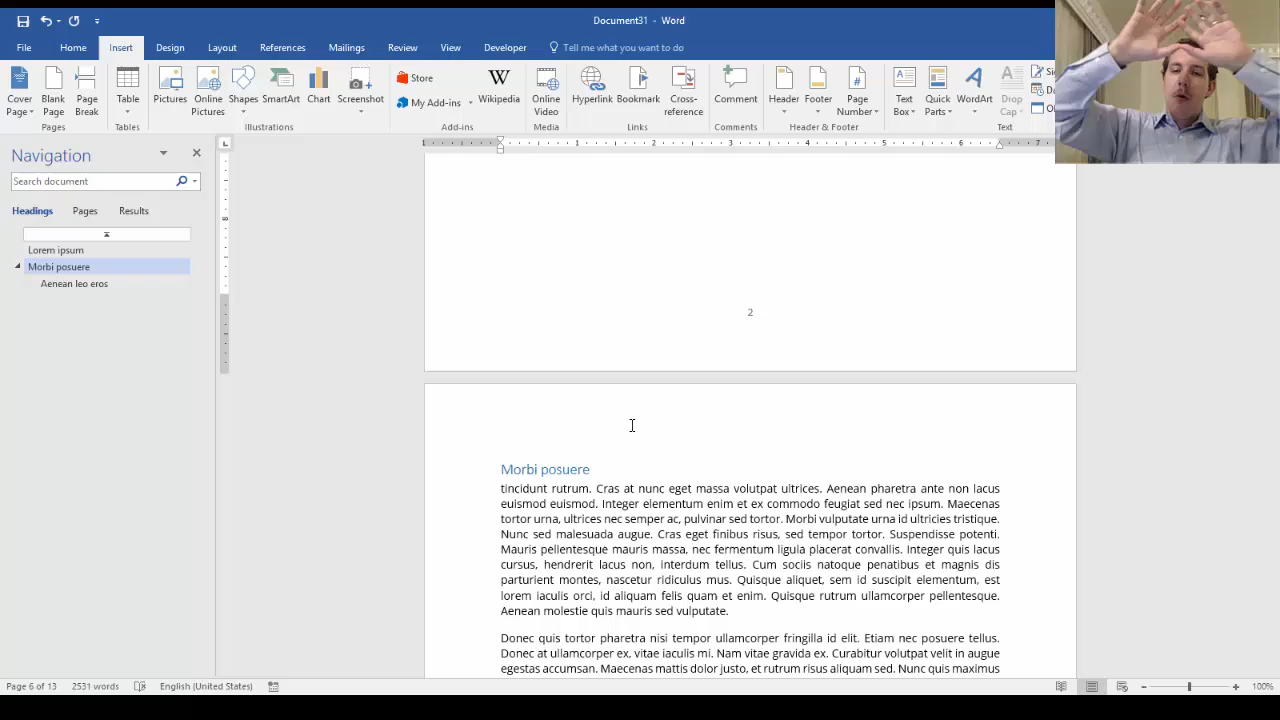 Document31 - Word
File Home Insert Design Layout References Mailings Review View Developer Tell me what you want to do
Cover Page
Blank Page
Page Break
Pages
Table
Tables
Pictures
Online Pictures
Shapes
SmartArt
Chart
Screenshot
Illustrations
Store
My Add-ins
Wikipedia
Add-ins
Online Video
Media
Hyperlink
Bookmark
Cross-reference
Links
Comment
Comments
Header
Footer
Page Number
Header & Footer
Text Box
Quick Parts
WordArt
Drop Cap
Text
Navigation
Search document
Headings Pages Results
Lorem ipsum
Morbi posuere
Aenean leo eros
1 1 2 3 4 5 6 7
8
2
Morbi posuere
tincidunt rutrum. Cras at nunc eget massa volutpat ultrices. Aenean pharetra ante non lacus
euismod euismod. Integer elementum enim et ex commodo feugiat sed nec ipsum. Maecenas
tortor urna, ultrices nec semper ac, pulvinar sed tortor. Morbi vulputate urna id ultricies tristique.
Nunc sed malesuada augue. Cras eget finibus risus, sed tempor tortor. Suspendisse potenti.
Mauris pellentesque mauris massa, nec fermentum ligula placerat convallis. Integer quis lacus
cursus, hendrerit lacus non, interdum tellus. Cum sociis natoque penatibus et magnis dis
parturient montes, nascetur ridiculus mus. Quisque aliquet, sem id suscipit elementum, est
lorem iaculis orci, id aliquam felis quam et enim. Quisque rutrum ullamcorper pellentesque.
Aenean molestie quis mauris sed vulputate.
Donec quis tortor pharetra nisi tempor ullamcorper fringilla id elit. Etiam nec posuere tellus.
Donec at ullamcorper ex, vitae iaculis mi. Nam vitae gravida ex. Curabitur volutpat velit in augue
egestas accumsan. Maecenas mattis dolor justo, et rutrum risus aliquam sed. Nunc quis maximus
Page 6 of 13 2531 words English (United States) 100%